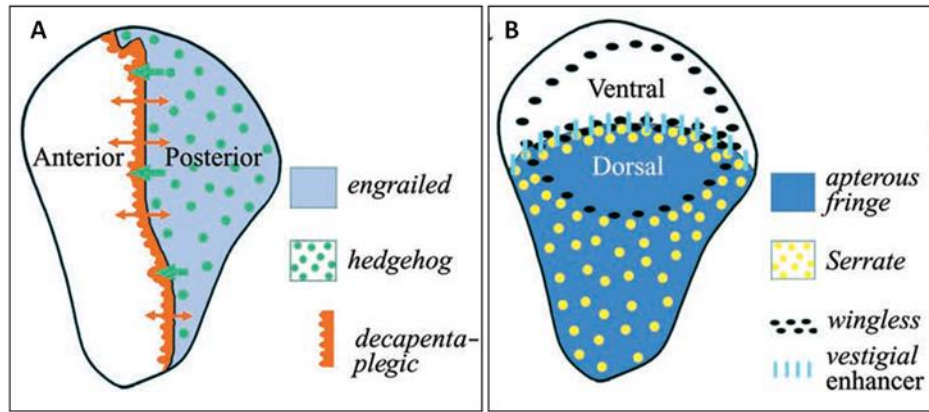 A
Anterior
Posterior
engrailed
hedgehog
decapenta-
plegic
B
Ventral
Dorsal
apterous
fringe
Serrate
wingless
vestigial
enhancer